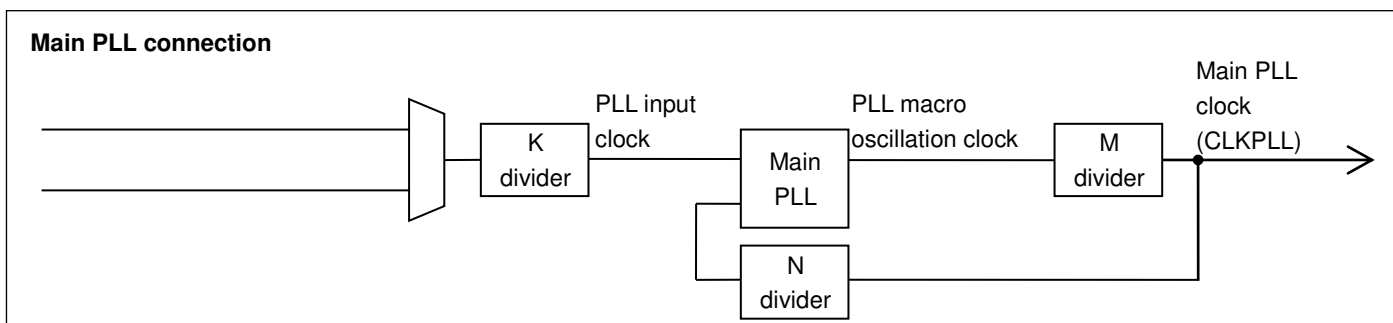 Main PLL connection
K
divider
PLL input
clock
Main
PLL
PLL macro
oscillation clock
M
divider
Main PLL
clock
(CLKPLL)
N
divider